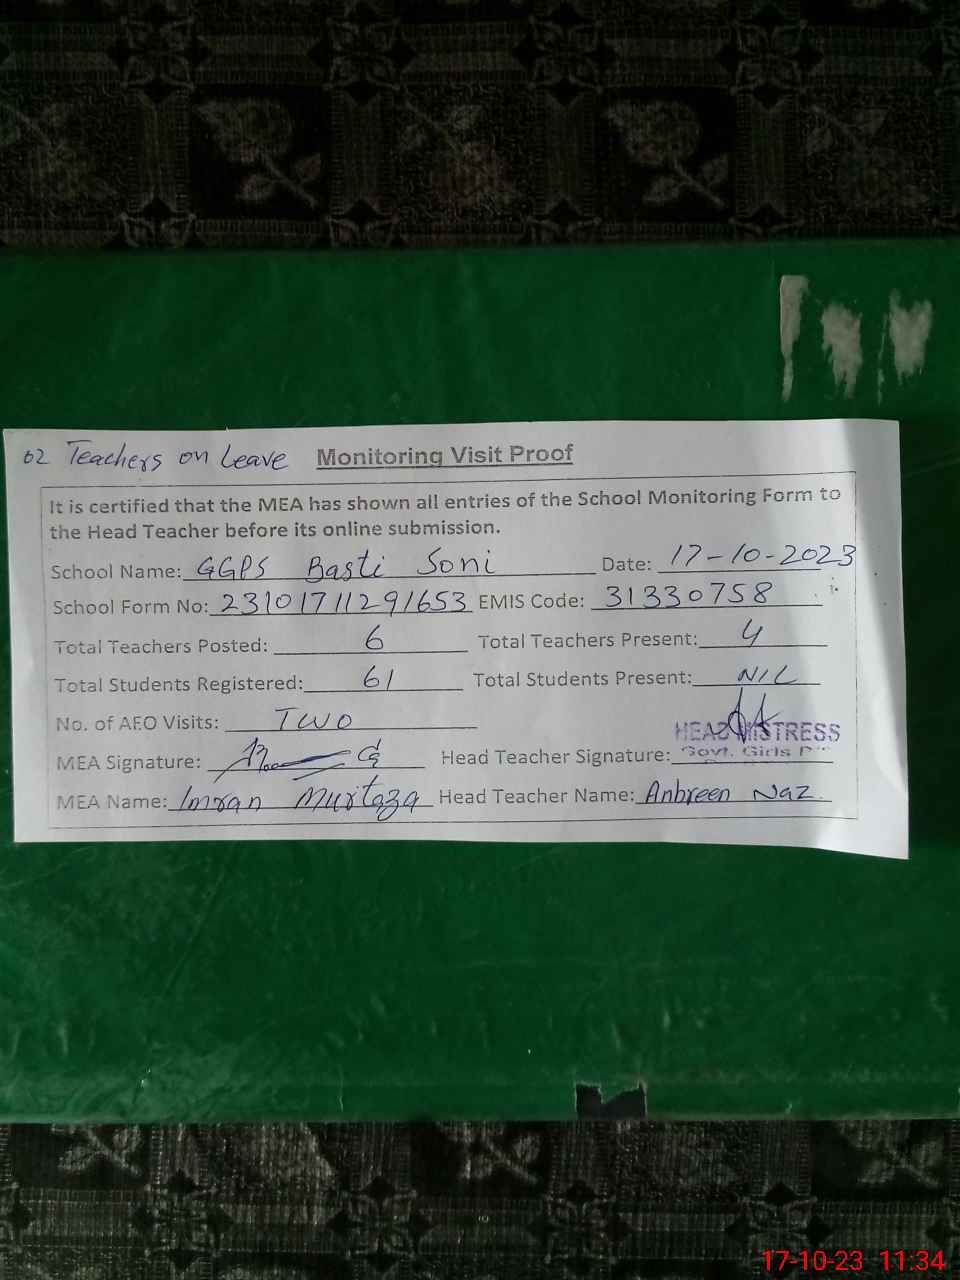 02 Teachers on Leave Monitoring Visit Proof
It is certified that the MEA has shown all entries of the School Monitoring Form to
the Head Teacher before its online submission.
School Name: GGPS Basti Soni Date: 17-10-2023
School Form No: 23101711291653 EMIS Code: 31330758
Total Teachers Posted: 6 Total Teachers Present: 4
Total Students Registered: 61 Total Students Present: NIL
No. of AEO Visits: TWO
HEADMISTRESS
MEA Signature: Head Teacher Signature: Govt. Girls
MEA Name: Imran Murtaza Head Teacher Name: Anbreen Naz.
17-10-23 11:34